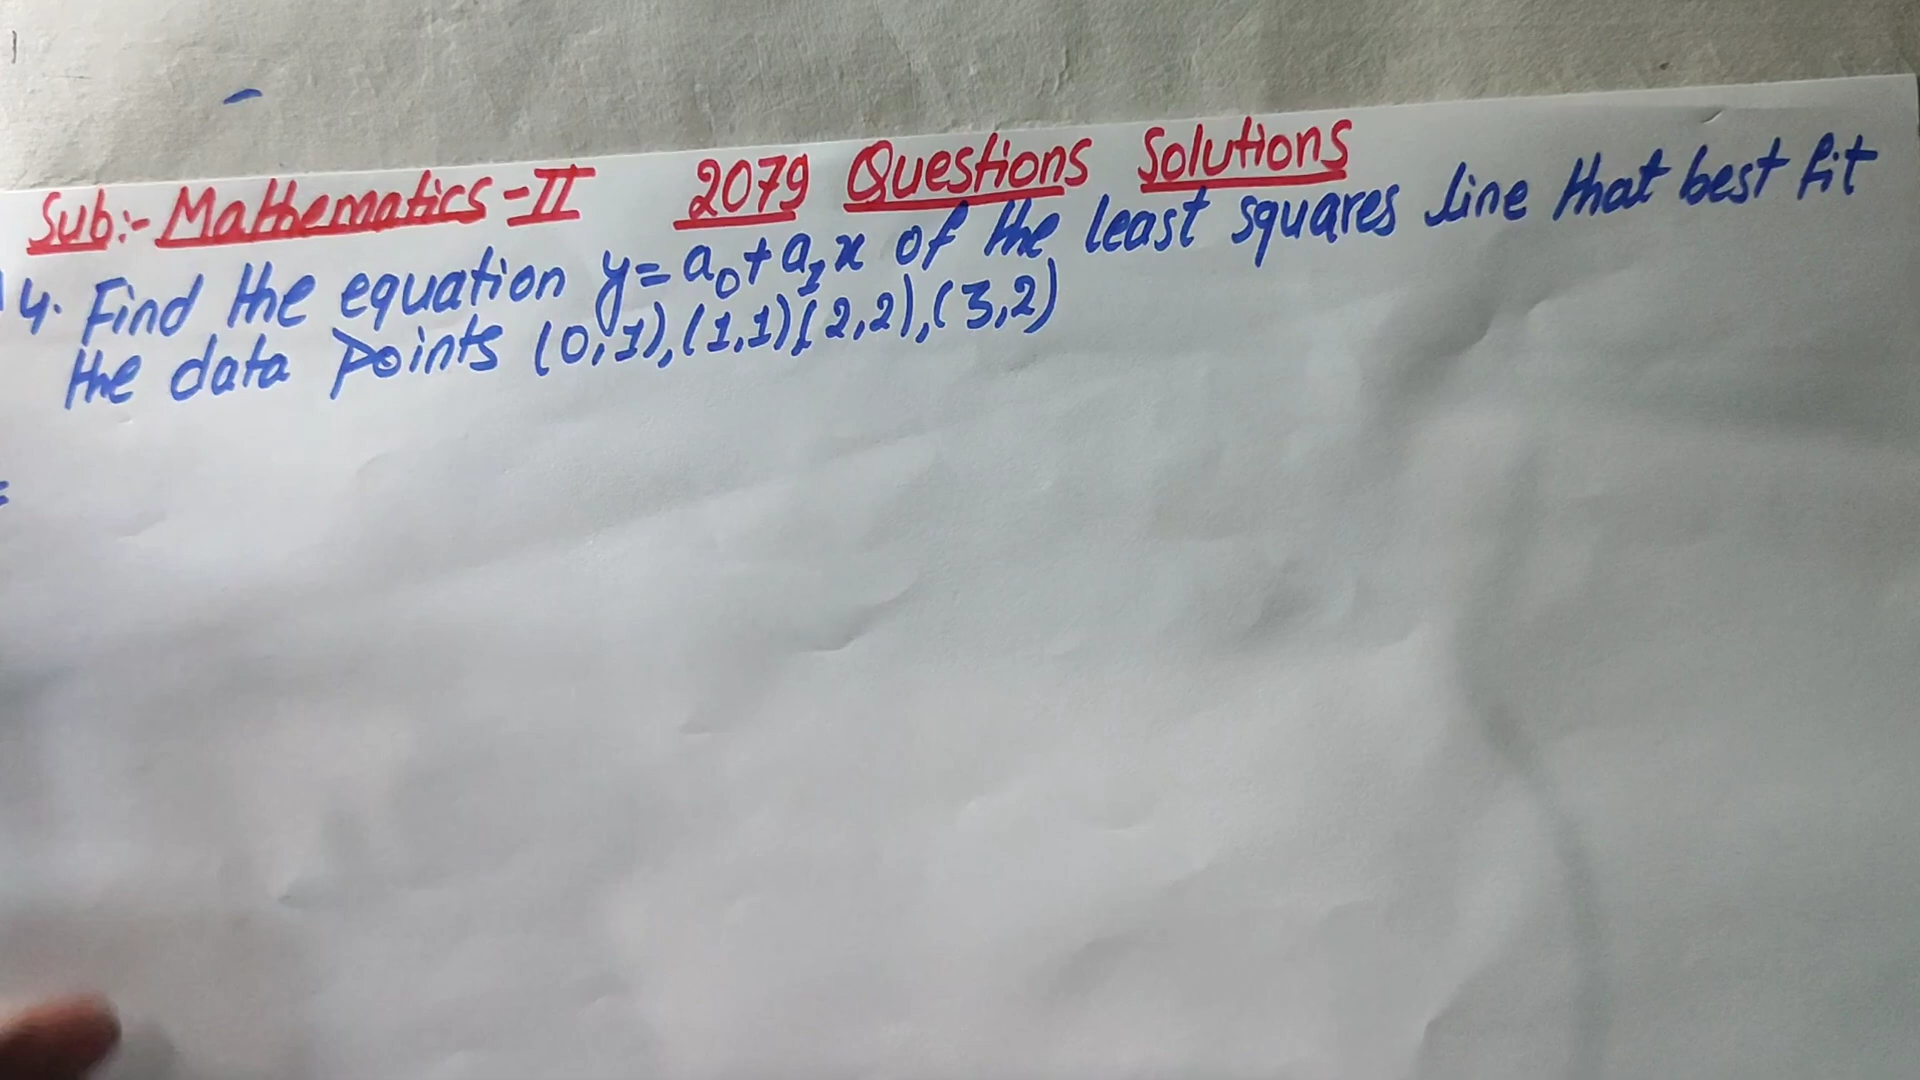 Sub:- Mathematics-II 2079 Questions Solutions
14. Find the equation y=a₀+a₁x of the least squares line that best fit
the data points (0,1),(1,1)(2,2),(3,2)
=